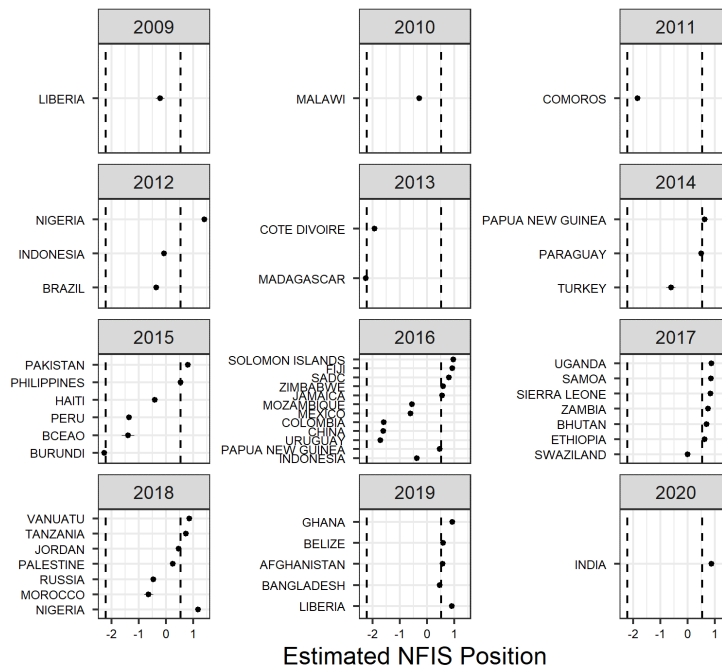 2009
2010
2011
LIBERIA
MALAWI
COMOROS
2012
2013
2014
NIGERIA
INDONESIA
BRAZIL
COTE DIVOIRE
MADAGASCAR
PAPUA NEW GUINEA
PARAGUAY
TURKEY
2015
2016
2017
PAKISTAN
PHILIPPINES
HAITI
PERU
BCEAO
BURUNDI
SOLOMON ISLANDS
FIJI
SADC
ZIMBABWE
JAMAICA
MOZAMBIQUE
MEXICO
COLOMBIA
CHINA
URUGUAY
PAPUA NEW GUINEA
INDONESIA
UGANDA
SAMOA
SIERRA LEONE
ZAMBIA
BHUTAN
ETHIOPIA
SWAZILAND
2018
2019
2020
VANUATU
TANZANIA
JORDAN
PALESTINE
RUSSIA
MOROCCO
NIGERIA
GHANA
BELIZE
AFGHANISTAN
BANGLADESH
LIBERIA
INDIA
-2 -1 0 1
-2 -1 0 1
-2 -1 0 1
Estimated NFIS Position